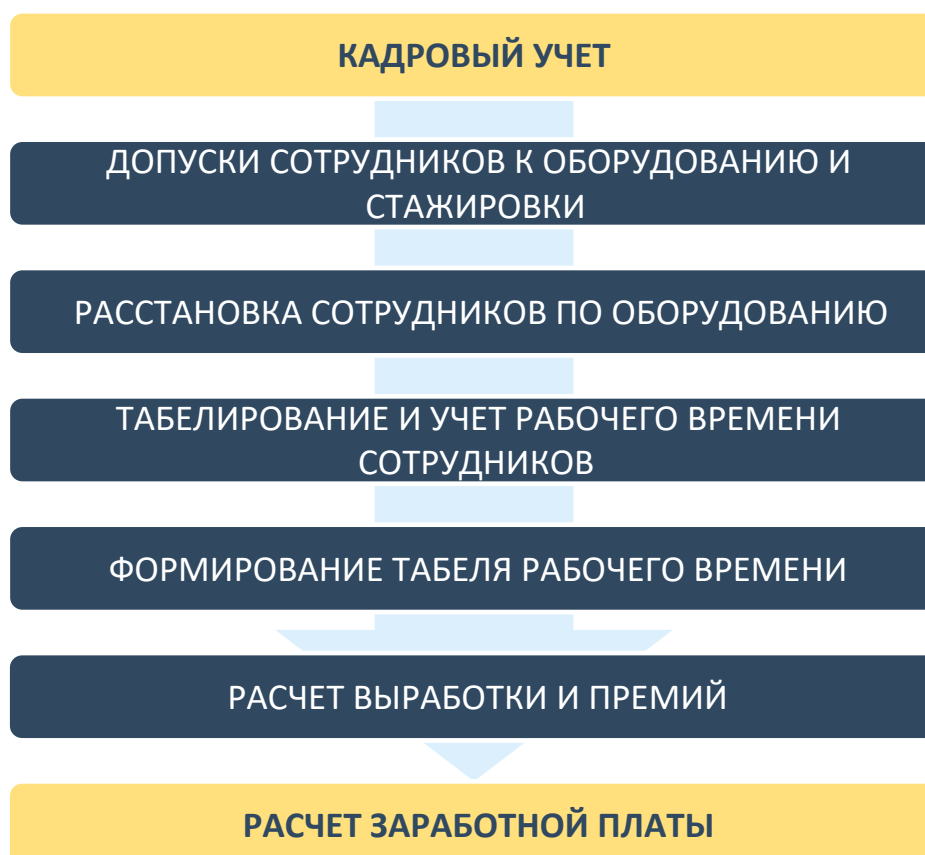 КАДРОВЫЙ УЧЕТ
ДОПУСКИ СОТРУДНИКОВ К ОБОРУДОВАНИЮ И
СТАЖИРОВКИ
РАССТАНОВКА СОТРУДНИКОВ ПО ОБОРУДОВАНИЮ
ТАБЕЛИРОВАНИЕ И УЧЕТ РАБОЧЕГО ВРЕМЕНИ
СОТРУДНИКОВ
ФОРМИРОВАНИЕ ТАБЕЛЯ РАБОЧЕГО ВРЕМЕНИ
РАСЧЕТ ВЫРАБОТКИ И ПРЕМИЙ
РАСЧЕТ ЗАРАБОТНОЙ ПЛАТЫ